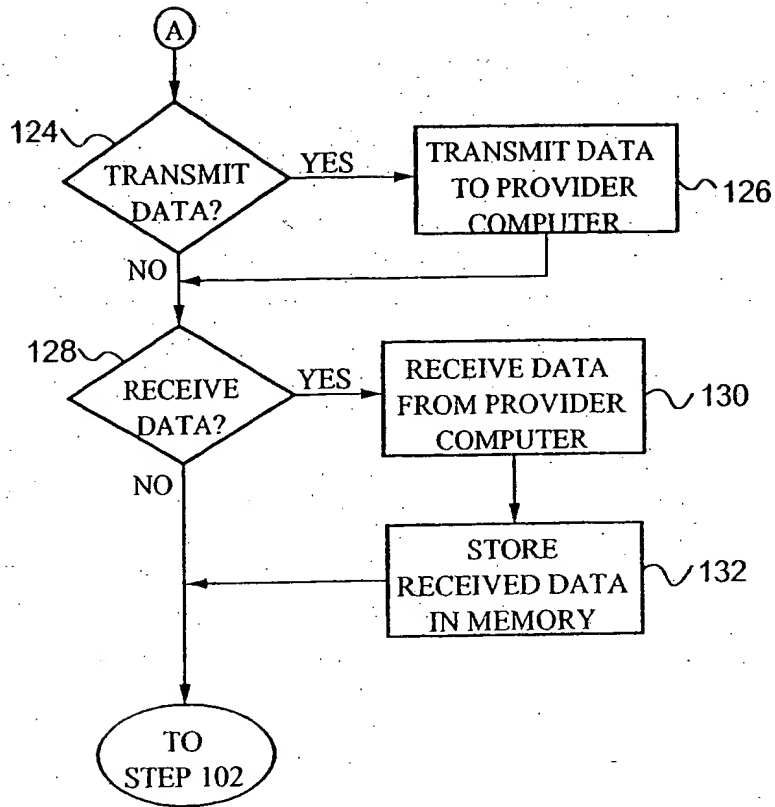 A
124
TRANSMIT
DATA?
YES
TRANSMIT DATA
TO PROVIDER
COMPUTER
126
NO
128
RECEIVE
DATA?
YES
RECEIVE DATA
FROM PROVIDER
COMPUTER
130
NO
STORE
RECEIVED DATA
IN MEMORY
132
TO
STEP 102